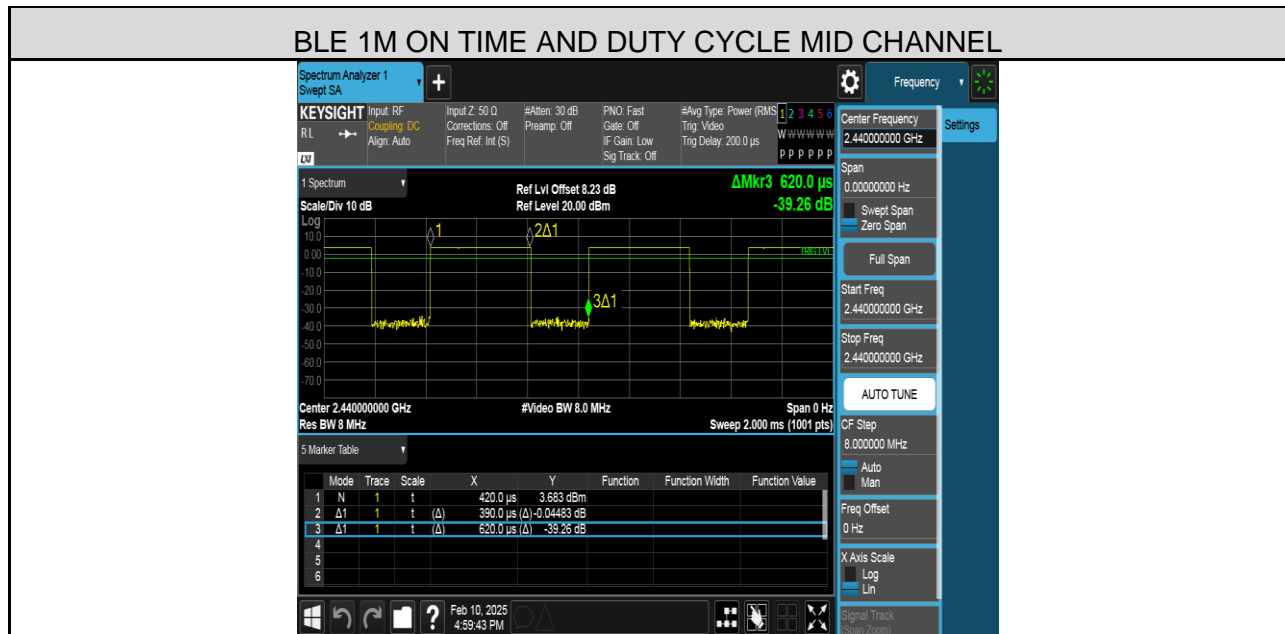 BLE 1M ON TIME AND DUTY CYCLE MID CHANNEL
Spectrum Analyzer 1
Swept SA
+
Frequency
KEYSIGHT
RL
LXI
Input: RF
Coupling: DC
Align: Auto
Input Z: 50 Ω
Corrections: Off
Freq Ref: Int (S)
#Atten: 30 dB
Preamp: Off
PNO: Fast
Gate: Off
IF Gain: Low
Sig Track: Off
#Avg Type: Power (RMS
Trig: Video
Trig Delay: 200.0 µs
1 2 3 4 5 6
W W W W W W
P P P P P P
1 Spectrum
Scale/Div 10 dB
Ref Lvl Offset 8.23 dB
Ref Level 20.00 dBm
ΔMkr3 620.0 µs
-39.26 dB
Log
10.0
0.00
-10.0
-20.0
-30.0
-40.0
-50.0
-60.0
-70.0
1
2Δ1
3Δ1
TRIG LVL
Center 2.440000000 GHz
#Video BW 8.0 MHz
Span 0 Hz
Res BW 8 MHz
Sweep 2.000 ms (1001 pts)
5 Marker Table
Mode Trace Scale X Y Function Function Width Function Value
1 N 1 t 420.0 µs 3.683 dBm
2 Δ1 1 t (Δ) 390.0 µs (Δ) -0.04483 dB
3 Δ1 1 t (Δ) 620.0 µs (Δ) -39.26 dB
4
5
6
Feb 10, 2025
4:59:43 PM
?
Center Frequency
2.440000000 GHz
Settings
Span
0.00000000 Hz
Swept Span
Zero Span
Full Span
Start Freq
2.440000000 GHz
Stop Freq
2.440000000 GHz
AUTO TUNE
CF Step
8.000000 MHz
Auto
Man
Freq Offset
0 Hz
X Axis Scale
Log
Lin
Signal Track
(Span Zoom)